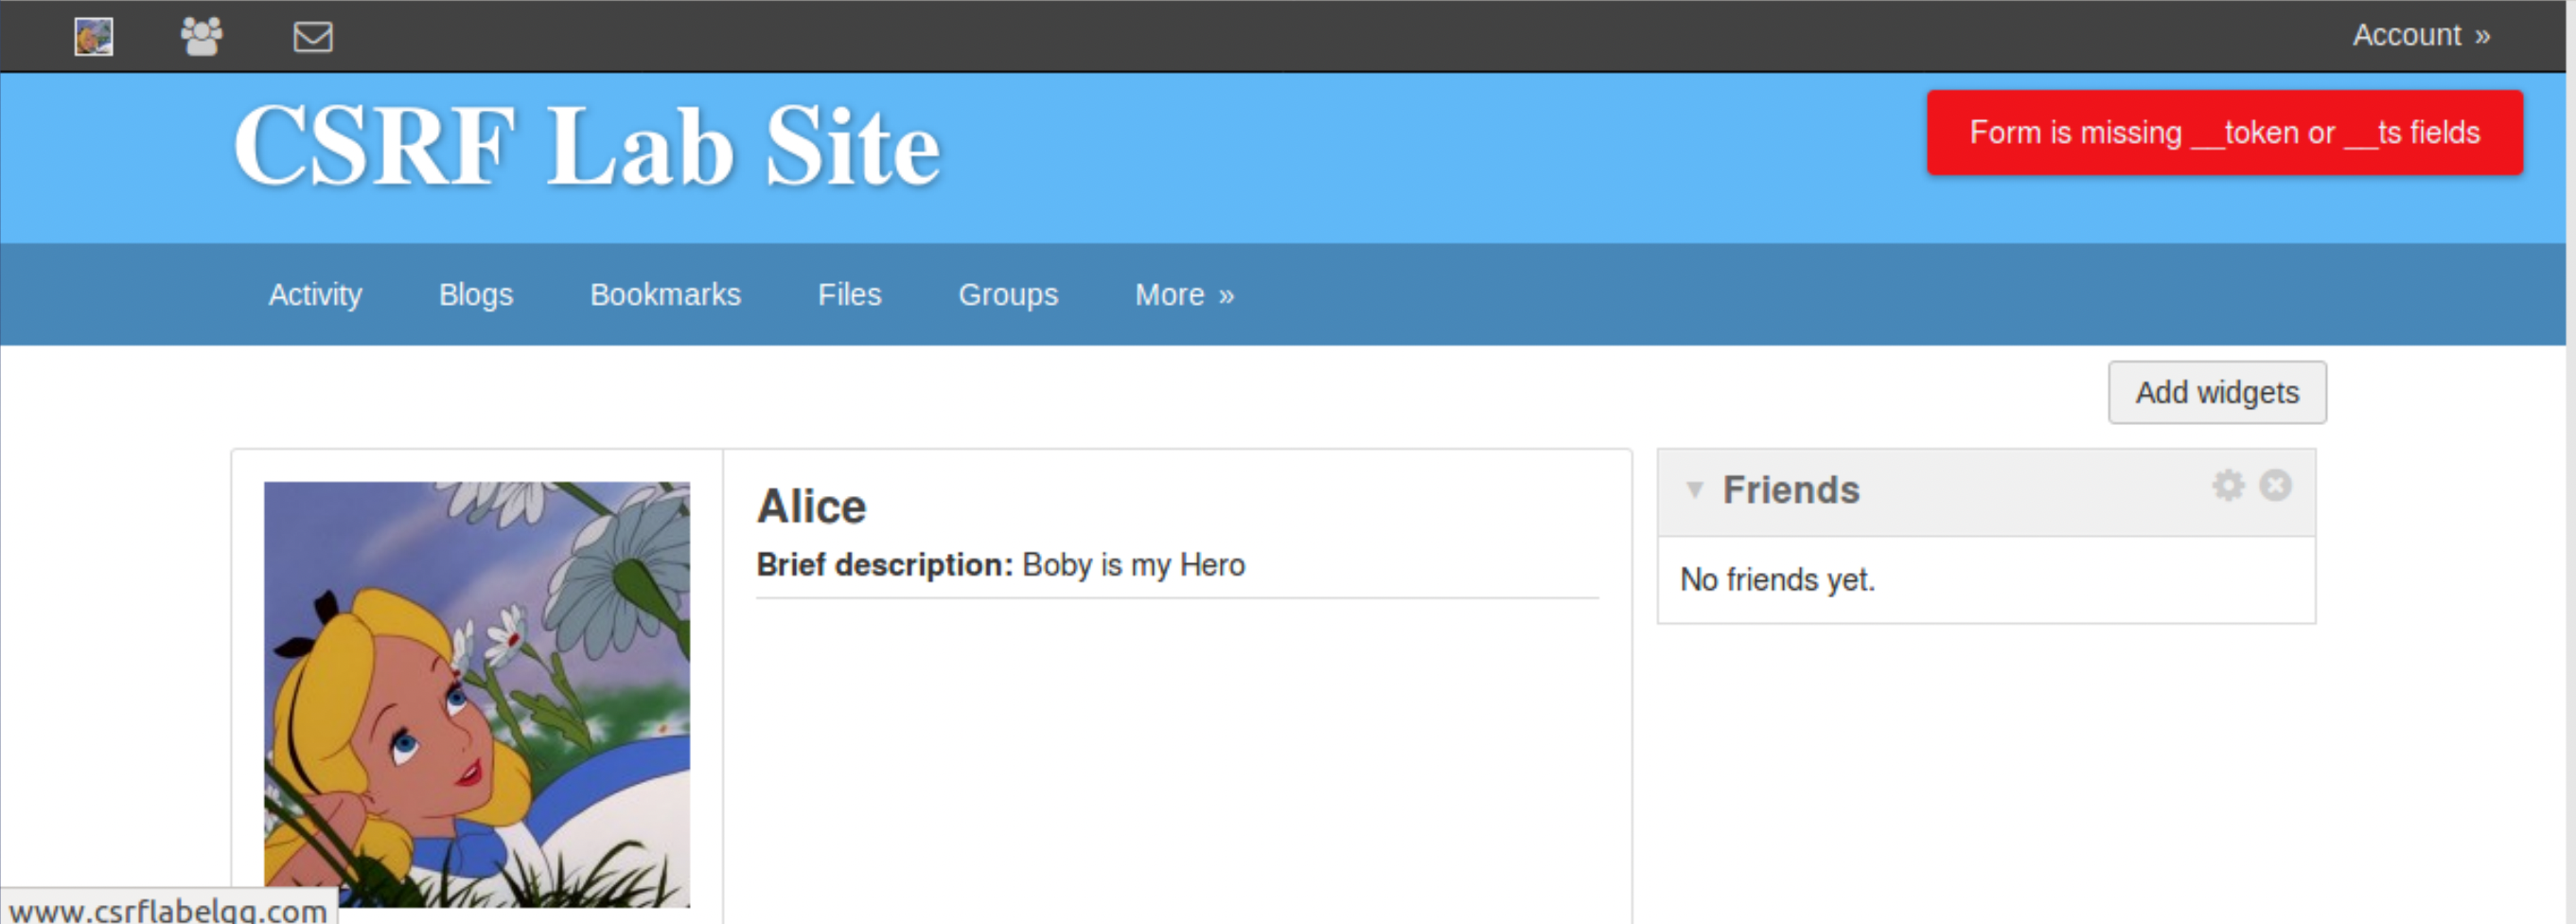 Account »
CSRF Lab Site
Form is missing __token or __ts fields
Activity Blogs Bookmarks Files Groups More »
Add widgets
Alice
Brief description: Boby is my Hero
Friends
No friends yet.
www.csrflabelgg.com